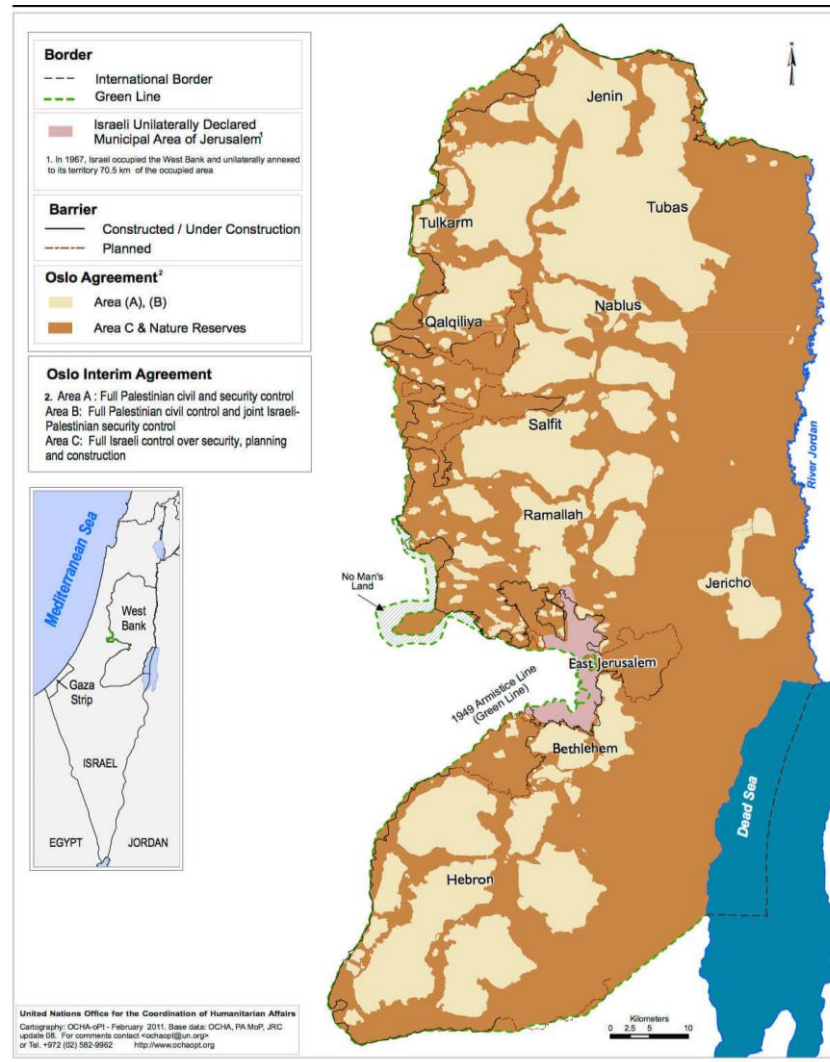 Border
International Border
Green Line
Israeli Unilaterally Declared
Municipal Area of Jerusalem1
1. In 1967, Israel occupied the West Bank and unilaterally annexed
to its territory 70.5 km of the occupied area
Barrier
Constructed / Under Construction
Planned
Oslo Agreement2
Area (A), (B)
Area C & Nature Reserves
Oslo Interim Agreement
2. Area A : Full Palestinian civil and security control
Area B: Full Palestinian civil control and joint Israeli-
Palestinian security control
Area C: Full Israeli control over security, planning
and construction
Mediterranean Sea
West
Bank
Gaza
Strip
ISRAEL
EGYPT
JORDAN
Jenin
Tubas
Tulkarm
Nablus
Qalqiliya
Salfit
River Jordan
Ramallah
Jericho
No Man's
Land
East Jerusalem
1949 Armistice Line
(Green Line)
Bethlehem
Dead Sea
Hebron
Kilometers
0 2.5 5 10
United Nations Office for the Coordination of Humanitarian Affairs
Cartography: OCHA-oPt - February 2011. Base data: OCHA, PA MoP, JRC
update 08. For comments contact <ochaopt@un.org>
or Tel. +972 (02) 582-9962 http://www.ochaopt.org